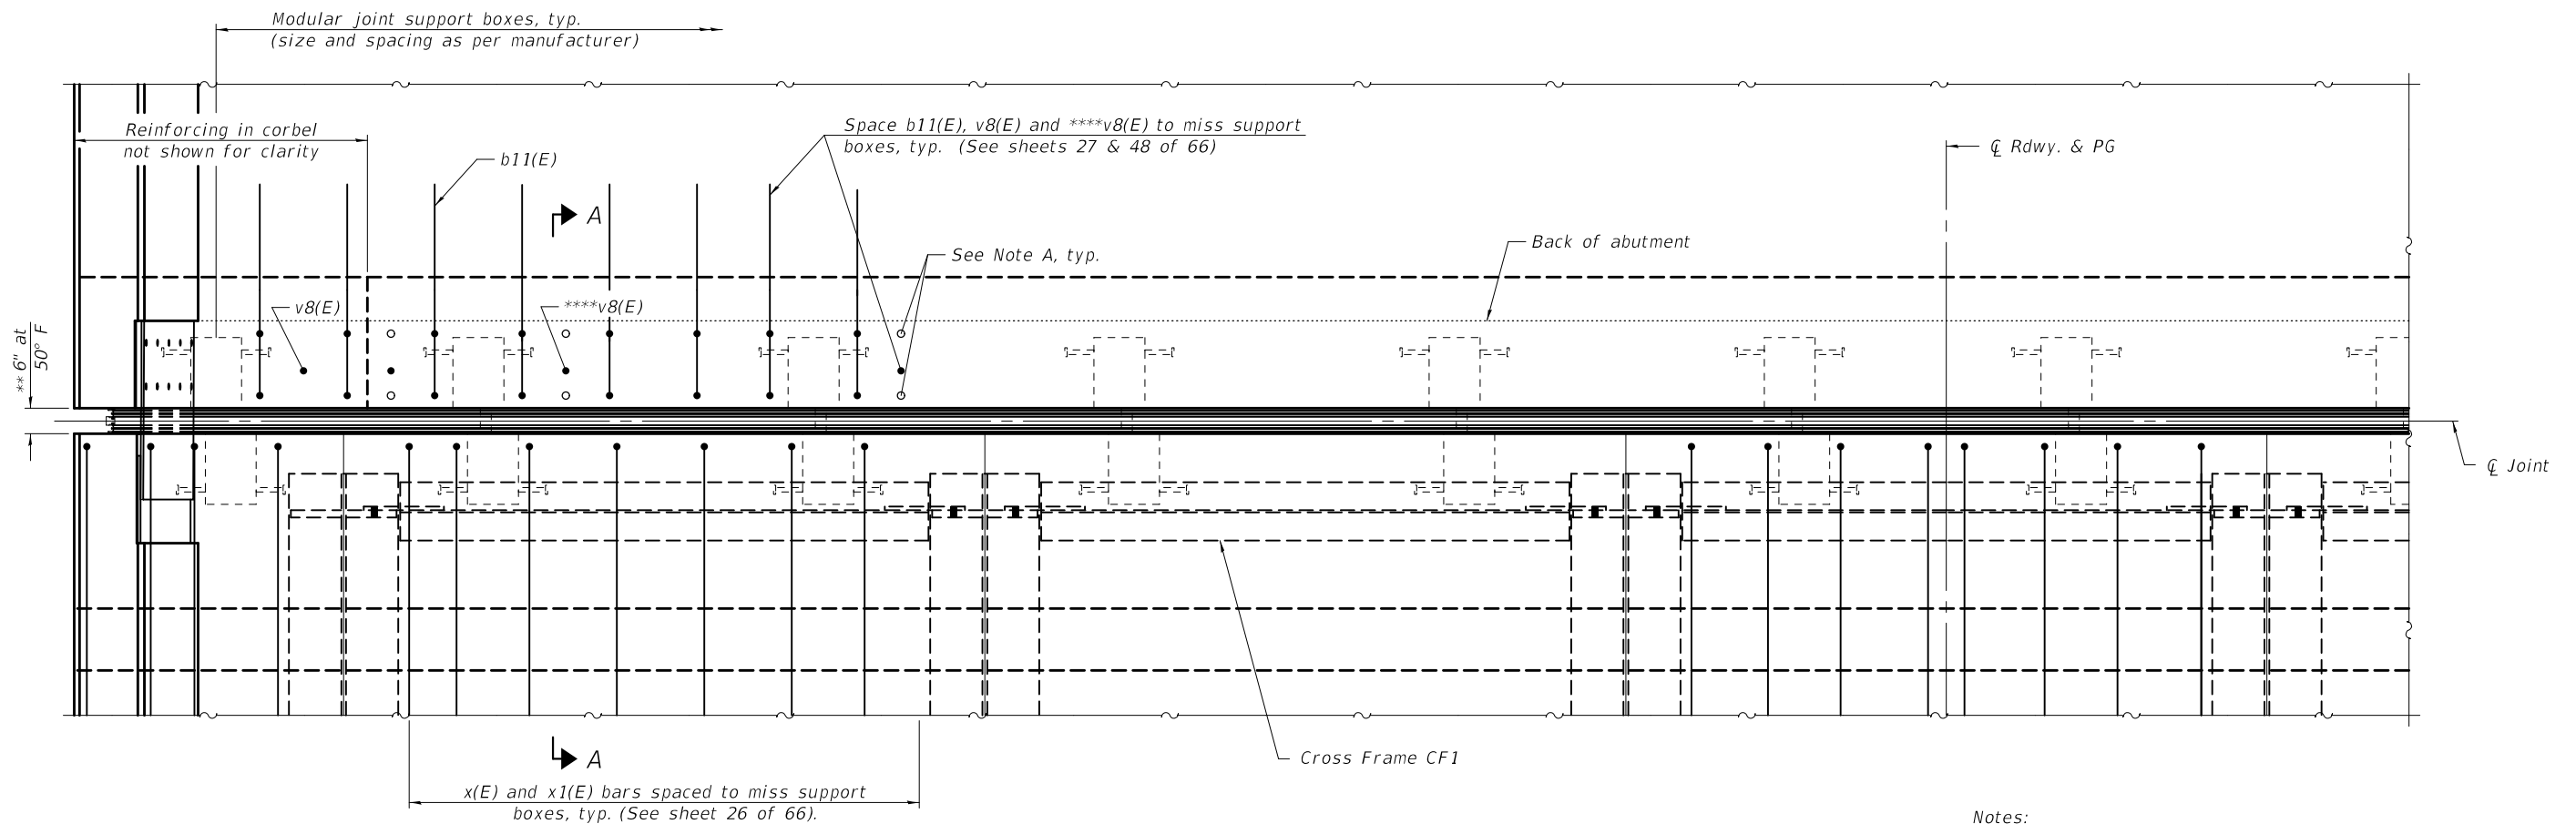 Modular joint support boxes, typ.
(size and spacing as per manufacturer)
Reinforcing in corbel
not shown for clarity
b11(E)
Space b11(E), v8(E) and ****v8(E) to miss support
boxes, typ. (See sheets 27 & 48 of 66)
℄ Rdwy. & PG
A
See Note A, typ.
Back of abutment
v8(E)
****v8(E)
** 6" at
50° F
℄ Joint
A
Cross Frame CF1
x(E) and x1(E) bars spaced to miss support
boxes, typ. (See sheet 26 of 66).
Notes: